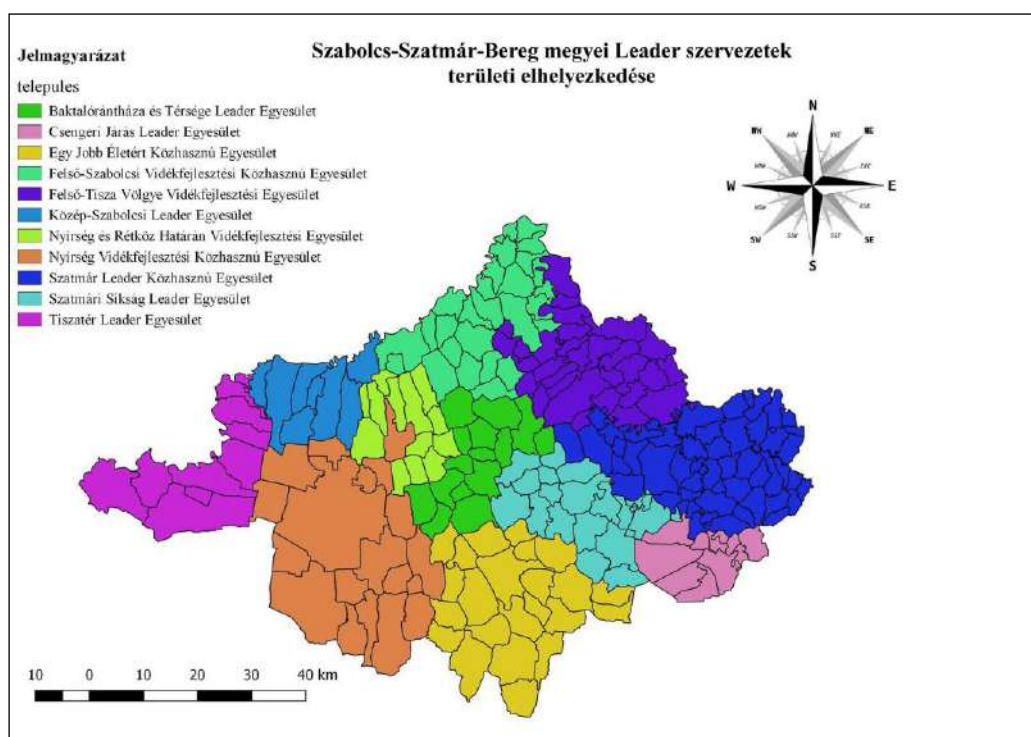 Szabolcs-Szatmár-Bereg megyei Leader szervezetek
területi elhelyezkedése
Jelmagyarázat
telepules
Baktalórántháza és Térsége Leader Egyesület
Csengeri Járás Leader Egyesület
Egy Jobb Életért Közhasznú Egyesület
Felső-Szabolcsi Vidékfejlesztési Közhasznú Egyesület
Felső-Tisza Völgye Vidékfejlesztési Egyesület
Közép-Szabolcsi Leader Egyesület
Nyírség és Rétköz Határán Vidékfejlesztési Egyesület
Nyírség Vidékfejlesztési Közhasznú Egyesület
Szatmár Leader Közhasznú Egyesület
Szatmári Síkság Leader Egyesület
Tiszatér Leader Egyesület
N
NE
W
E
SW
SE
S
10 0 10 20 30 40 km